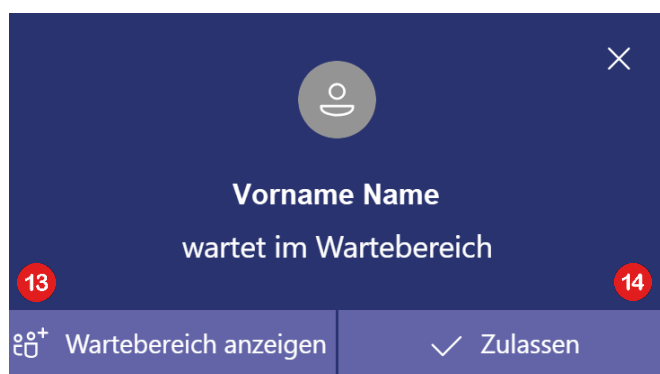 Vorname Name
wartet im Wartebereich
13
14
Wartebereich anzeigen
Zulassen